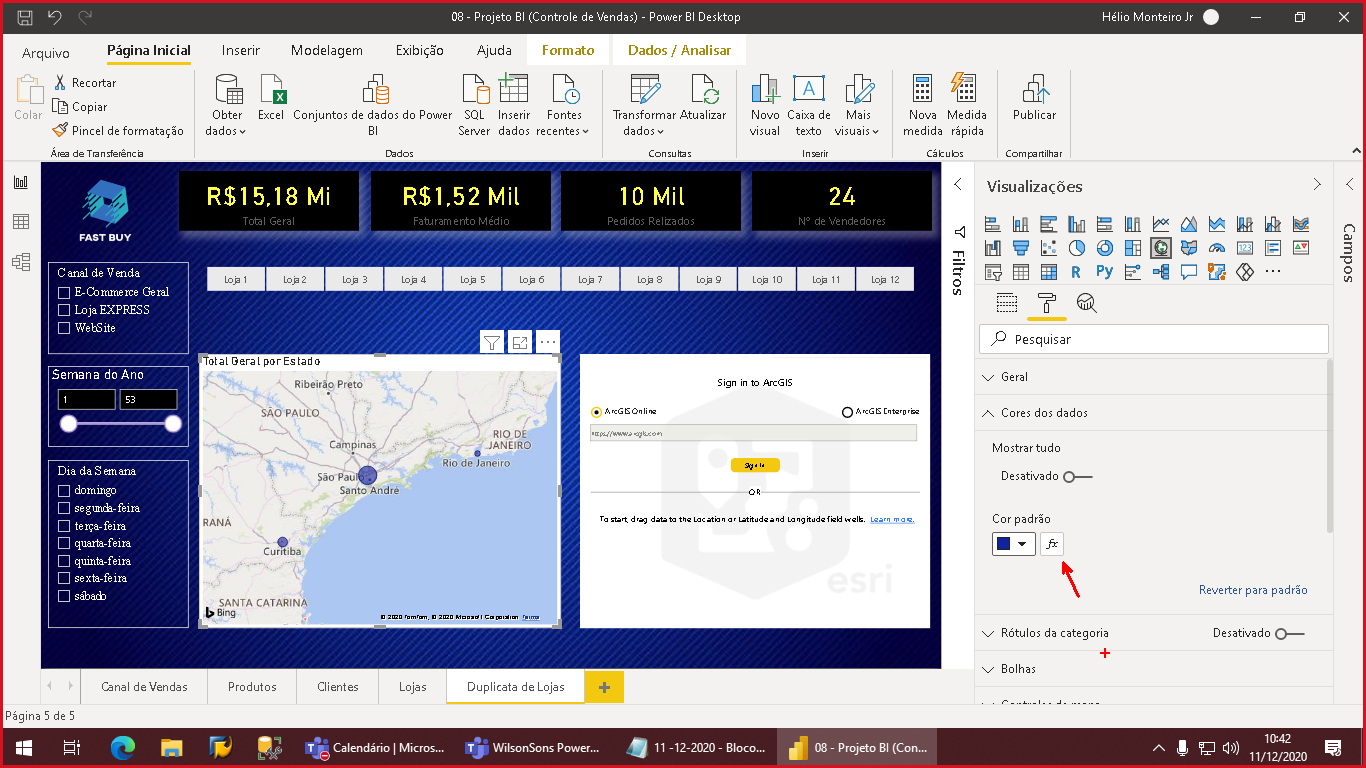 08 - Projeto BI (Controle de Vendas) - Power BI Desktop
Hélio Monteiro Jr
Arquivo
Página Inicial
Inserir
Modelagem
Exibição
Ajuda
Formato
Dados / Analisar
Colar
Recortar
Copiar
Pincel de formatação
Área de Transferência
Obter dados
Excel
Conjuntos de dados do Power BI
SQL Server
Inserir dados
Fontes recentes
Dados
Transformar dados
Atualizar
Consultas
Novo visual
Caixa de texto
Mais visuais
Inserir
Nova medida
Medida rápida
Cálculos
Publicar
Compartilhar
FAST BUY
R$15,18 Mi
Total Geral
R$1,52 Mil
Faturamento Médio
10 Mil
Pedidos Relizados
24
Nº de Vendedores
Canal de Venda
E-Commerce Geral
Loja EXPRESS
WebSite
Loja 1
Loja 2
Loja 3
Loja 4
Loja 5
Loja 6
Loja 7
Loja 8
Loja 9
Loja 10
Loja 11
Loja 12
Semana do Ano
1
53
Dia da Semana
domingo
segunda-feira
terça-feira
quarta-feira
quinta-feira
sexta-feira
sábado
Total Geral por Estado
Ribeirão Preto
SÃO PAULO
Campinas
RIO DE
JANEIRO
Rio de Janeiro
São Paulo
Santo André
RANÁ
Curitiba
SANTA CATARINA
Bing
© 2020 TomTom, © 2020 Microsoft Corporation Terms
Sign in to ArcGIS
ArcGIS Online
ArcGIS Enterprise
https://www.arcgis.com
Sign In
OR
To start, drag data to the Location or Latitude and Longitude field wells. Learn more.
esri
Filtros
Visualizações
R
Py
Pesquisar
Geral
Cores dos dados
Mostrar tudo
Desativado
Cor padrão
fx
Reverter para padrão
Rótulos da categoria
Desativado
Bolhas
Controles do mapa
Campos
Canal de Vendas
Produtos
Clientes
Lojas
Duplicata de Lojas
Página 5 de 5
Calendário | Micros...
WilsonSons Power...
11 -12-2020 - Bloco...
08 - Projeto BI (Con...
10:42
11/12/2020